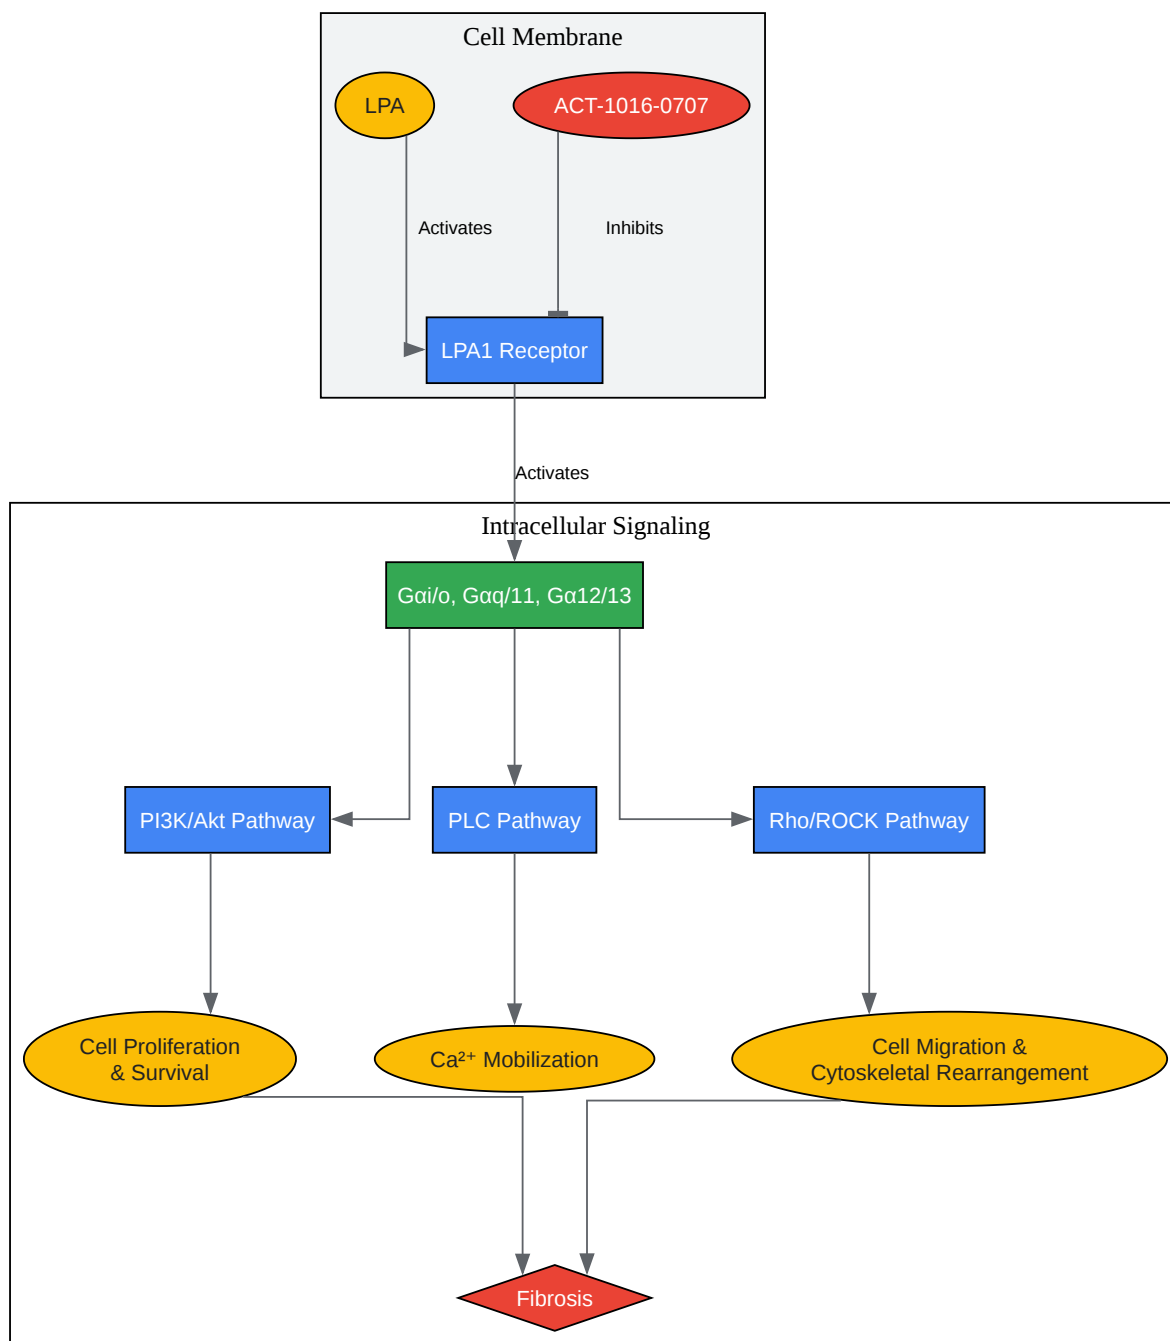 Cell Membrane
LPA
ACT-1016-0707
Activates
Inhibits
LPA1 Receptor
Activates
Intracellular Signaling
Gαi/o, Gαq/11, Gα12/13
PI3K/Akt Pathway
PLC Pathway
Rho/ROCK Pathway
Cell Proliferation
& Survival
Ca²⁺ Mobilization
Cell Migration &
Cytoskeletal Rearrangement
Fibrosis